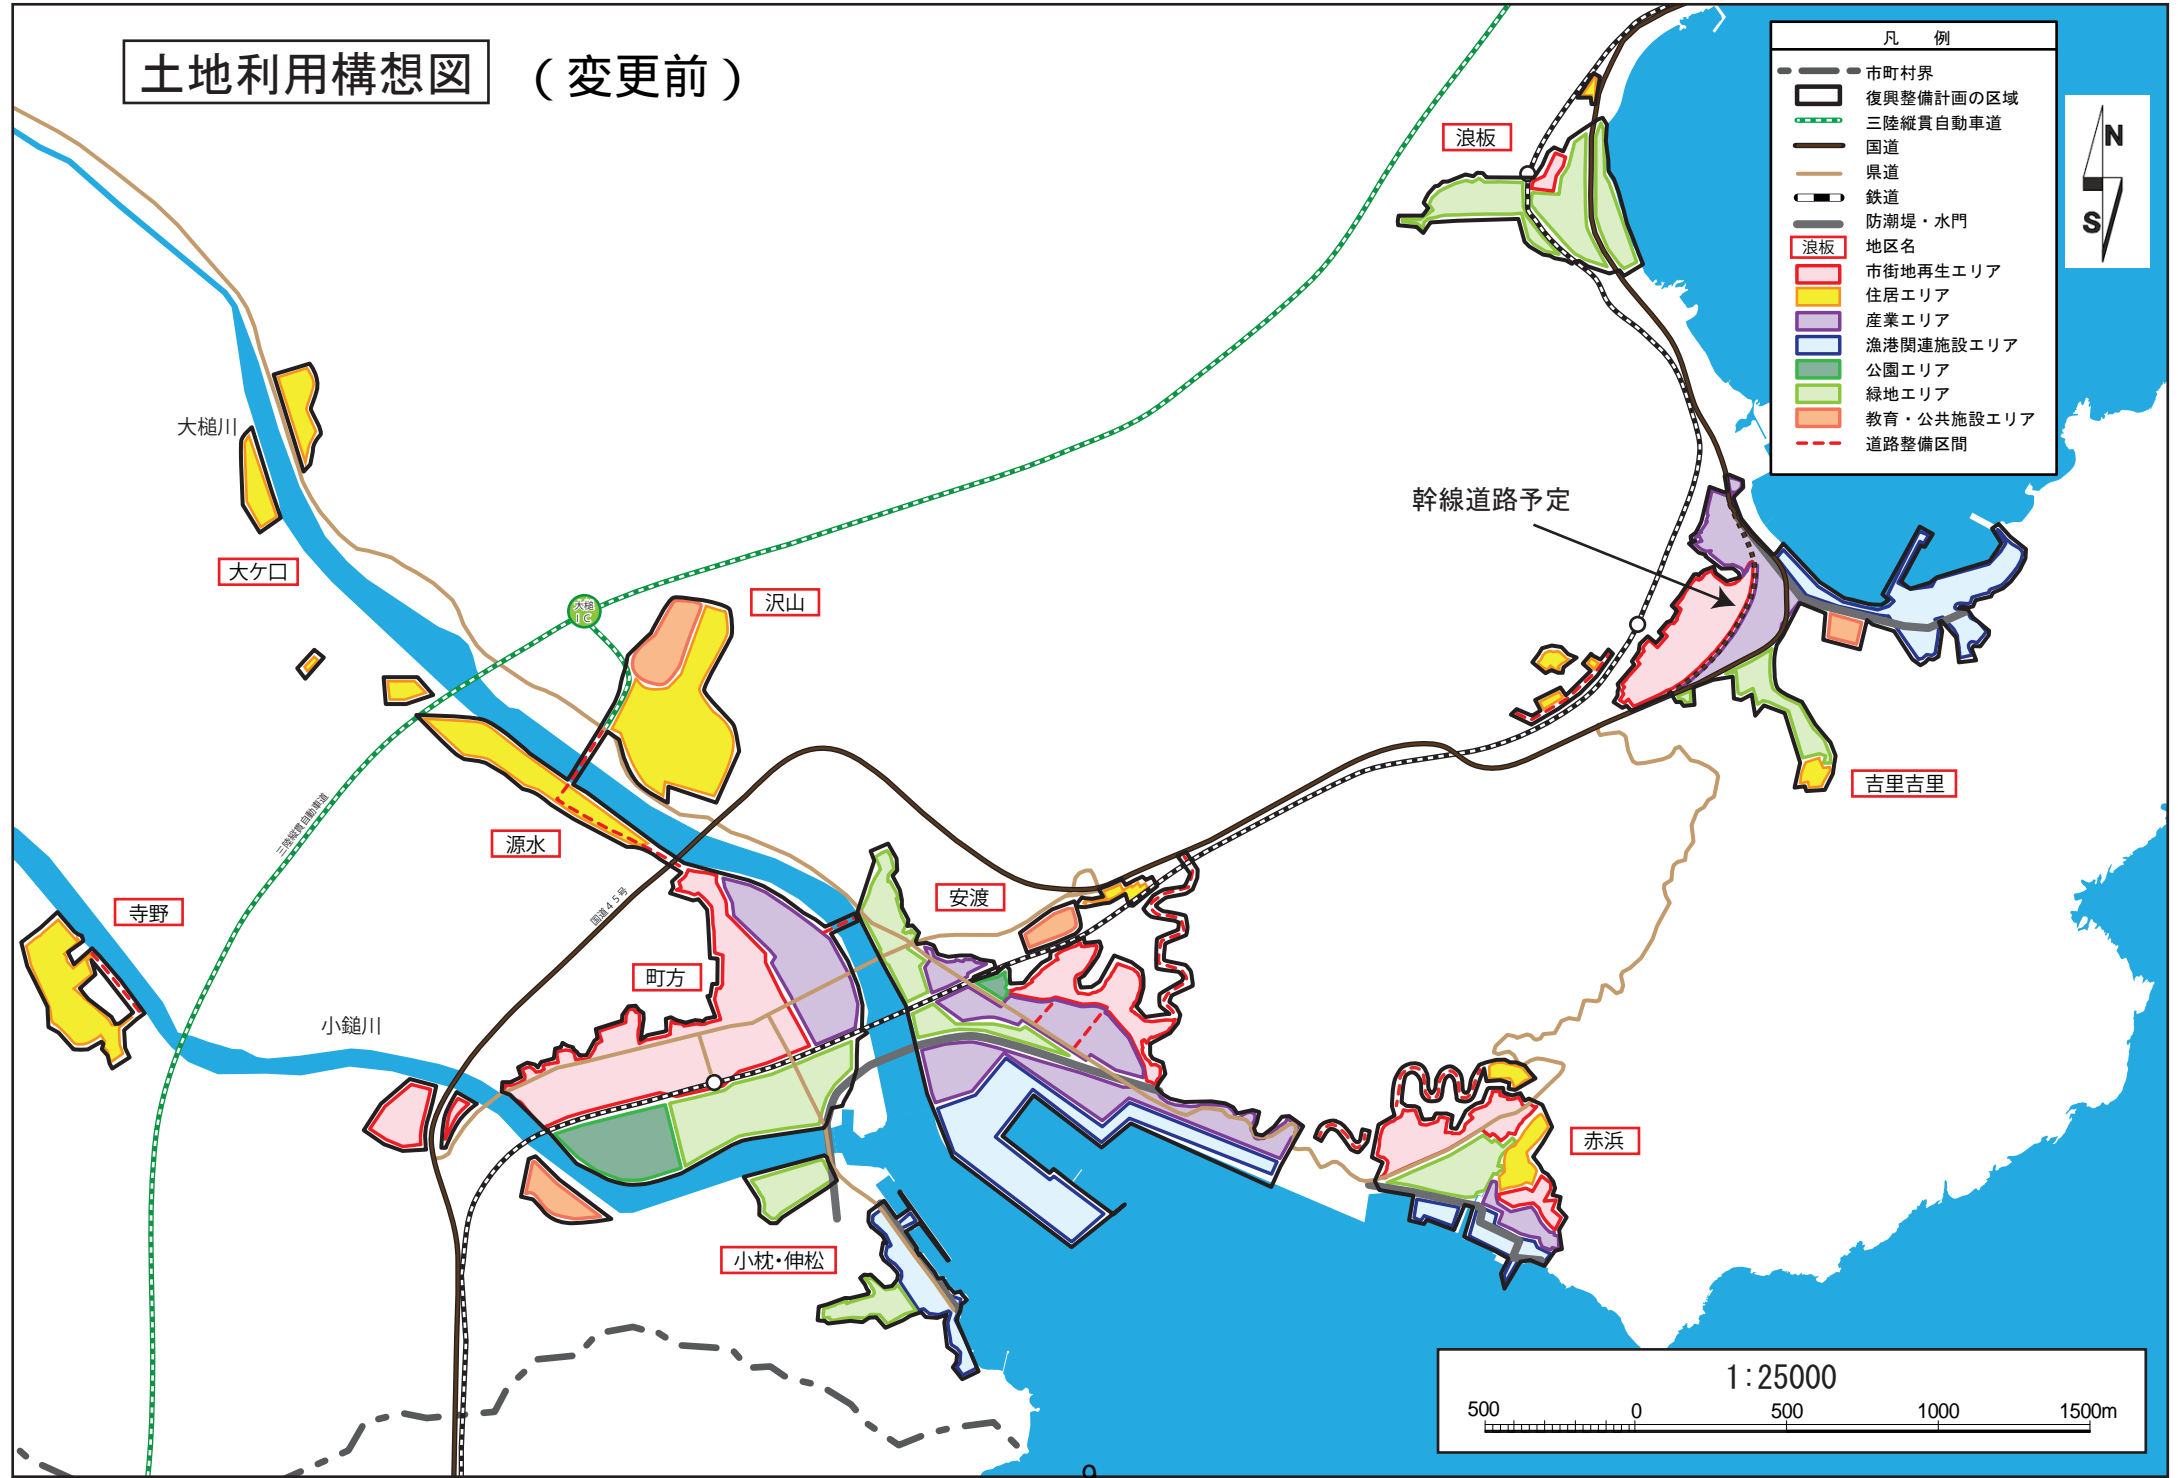 土地利用構想図 (変更前)
凡 例
市町村界
復興整備計画の区域
三陸縦貫自動車道
国道
県道
鉄道
防潮堤・水門
浪板 地区名
市街地再生エリア
住居エリア
産業エリア
漁港関連施設エリア
公園エリア
緑地エリア
教育・公共施設エリア
道路整備区間
N
S
浪板
大槌川
幹線道路予定
大ケ口
沢山
大槌
IC
吉里吉里
三陸縦貫自動車道
源水
国道45号
安渡
寺野
町方
小鎚川
赤浜
小枕・伸松
1:25000
500 0 500 1000 1500m
9